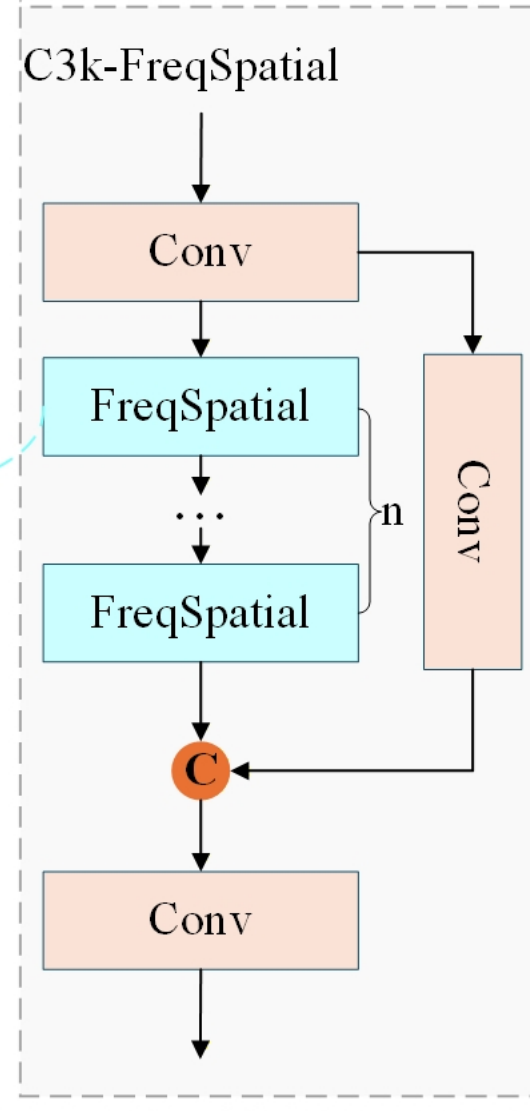 C3k-FreqSpatial
Conv
FreqSpatial
...
n
Conv
FreqSpatial
C
Conv